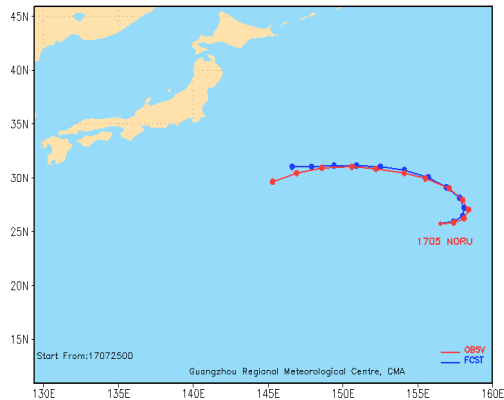 45N
40N
35N
30N
25N
20N
15N
1705 NORU
OBSV
FCST
Start From:17072500
Guangzhou Regional Meteorological Centre, CMA
130E 135E 140E 145E 150E 155E 160E